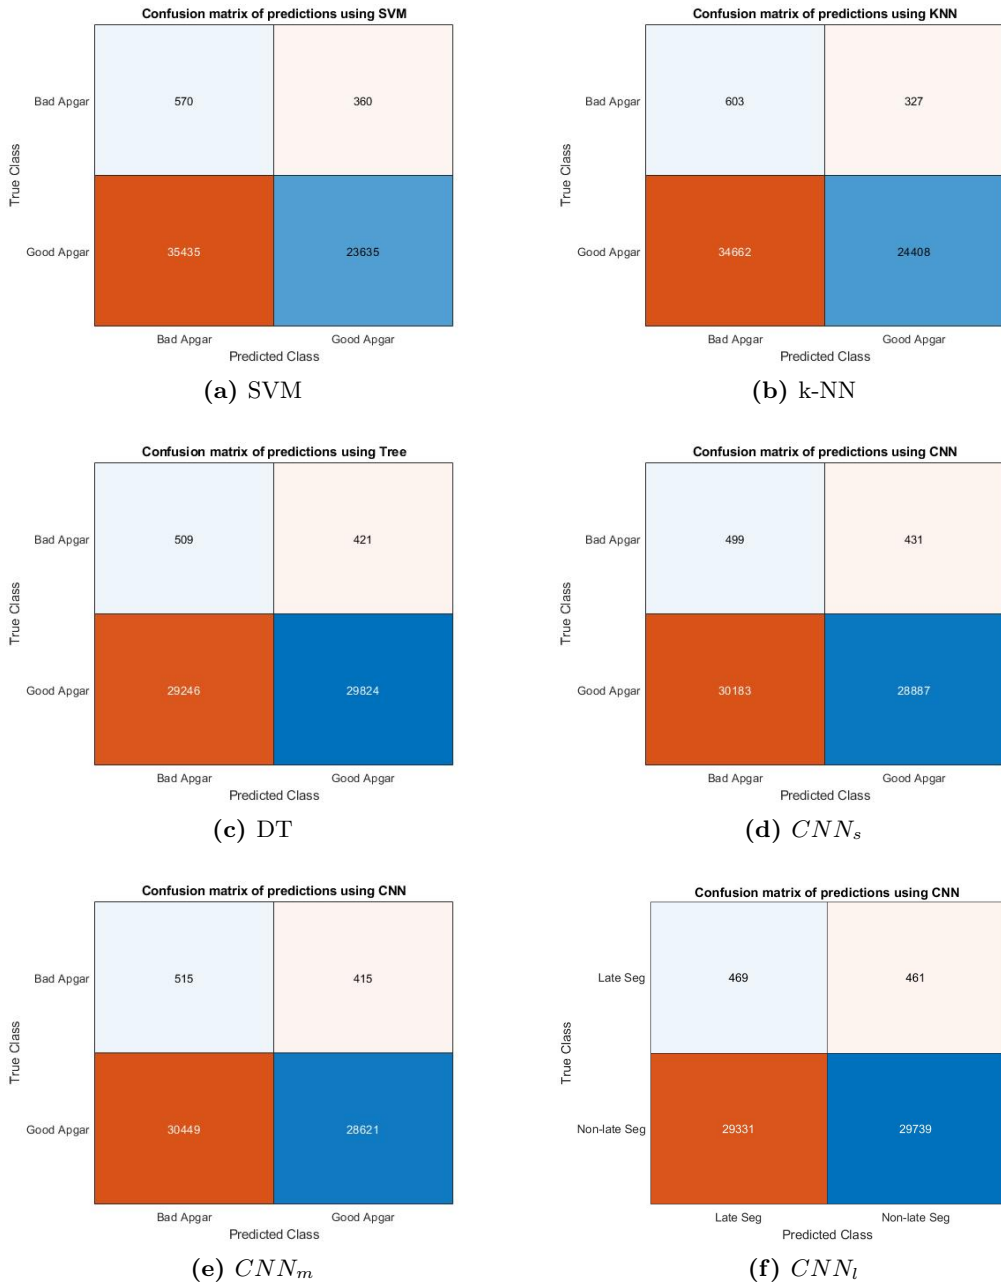 Confusion matrix of predictions using SVM
Bad Apgar
570
360
True Class
Good Apgar
35435
23635
Bad Apgar
Good Apgar
Predicted Class
(a) SVM
Confusion matrix of predictions using KNN
Bad Apgar
603
327
True Class
Good Apgar
34662
24408
Bad Apgar
Good Apgar
Predicted Class
(b) k-NN
Confusion matrix of predictions using Tree
Bad Apgar
509
421
True Class
Good Apgar
29246
29824
Bad Apgar
Good Apgar
Predicted Class
(c) DT
Confusion matrix of predictions using CNN
Bad Apgar
499
431
True Class
Good Apgar
30183
28887
Bad Apgar
Good Apgar
Predicted Class
(d) CNN_s
Confusion matrix of predictions using CNN
Bad Apgar
515
415
True Class
Good Apgar
30449
28621
Bad Apgar
Good Apgar
Predicted Class
(e) CNN_m
Confusion matrix of predictions using CNN
Late Seg
469
461
True Class
Non-late Seg
29331
29739
Late Seg
Non-late Seg
Predicted Class
(f) CNN_l